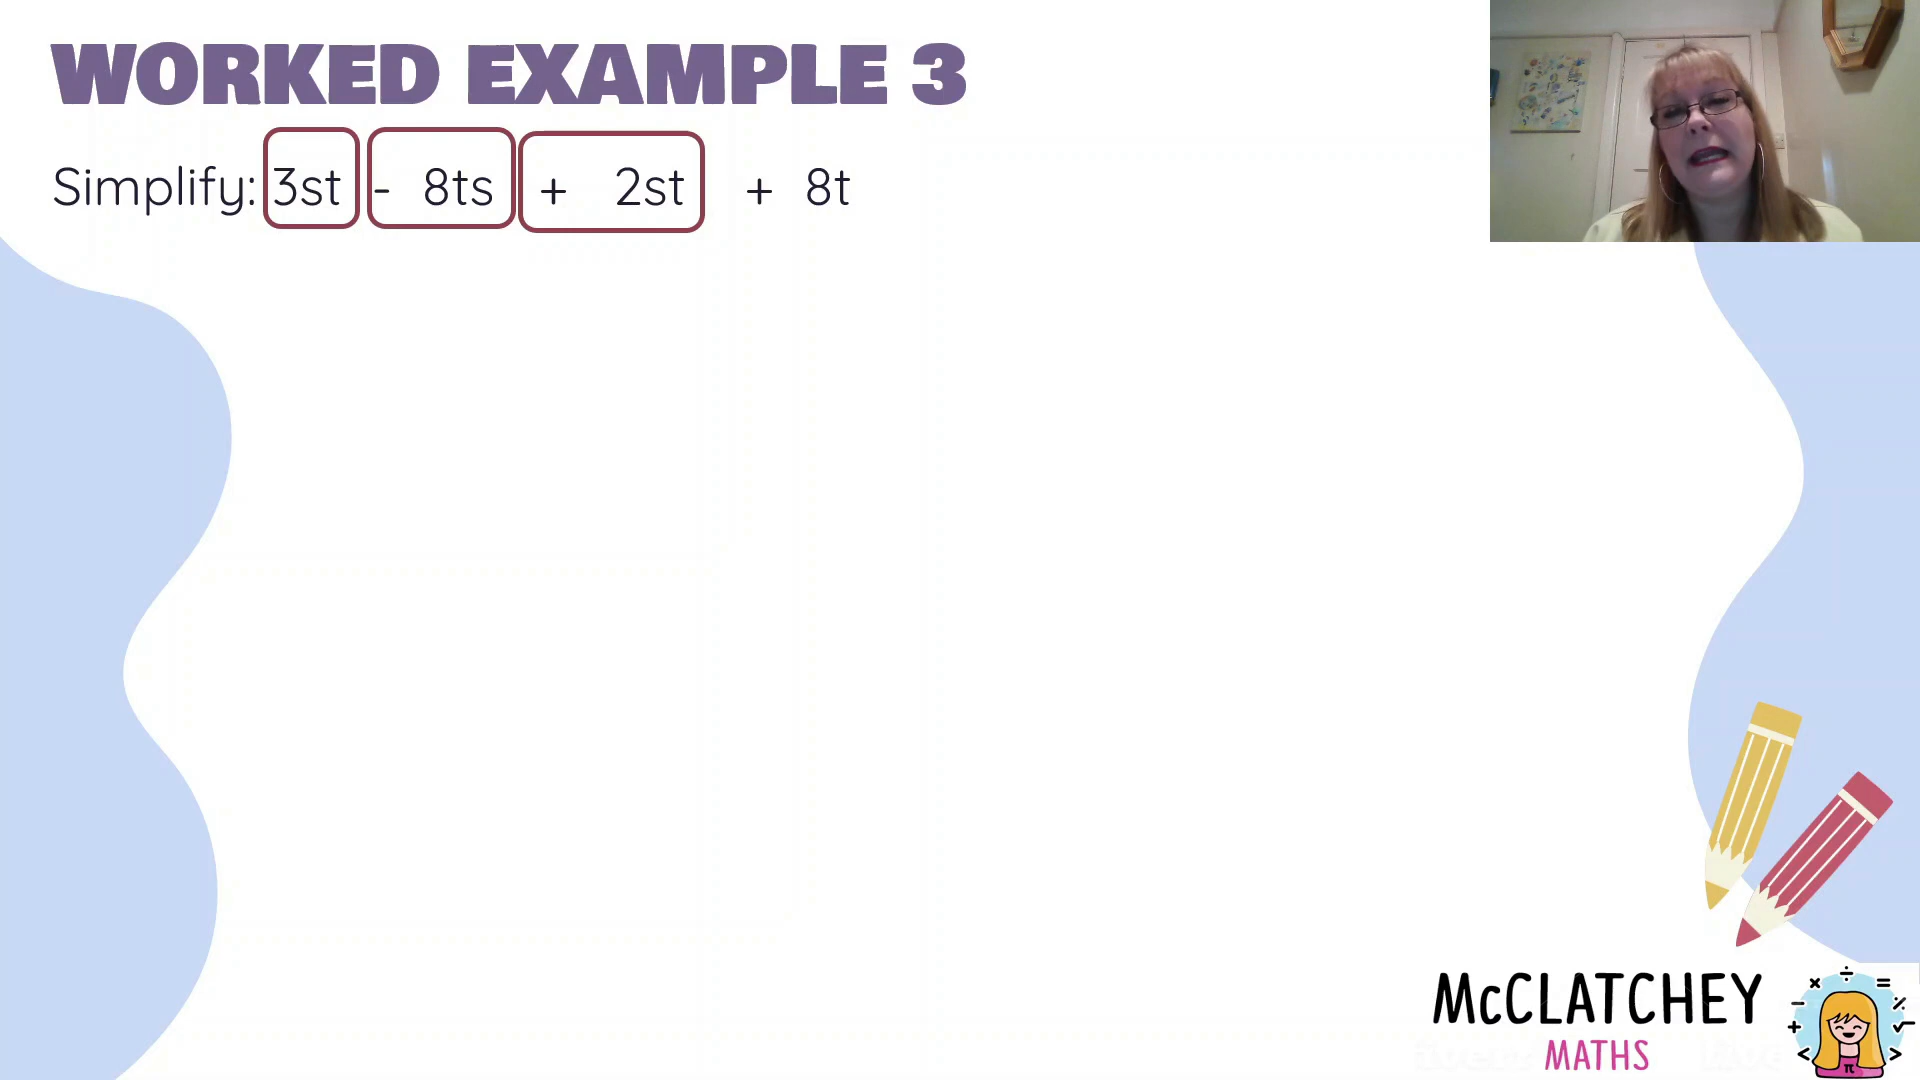 WORKED EXAMPLE 3
Simplify: 3st - 8ts + 2st + 8t
McCLATCHEY
MATHS